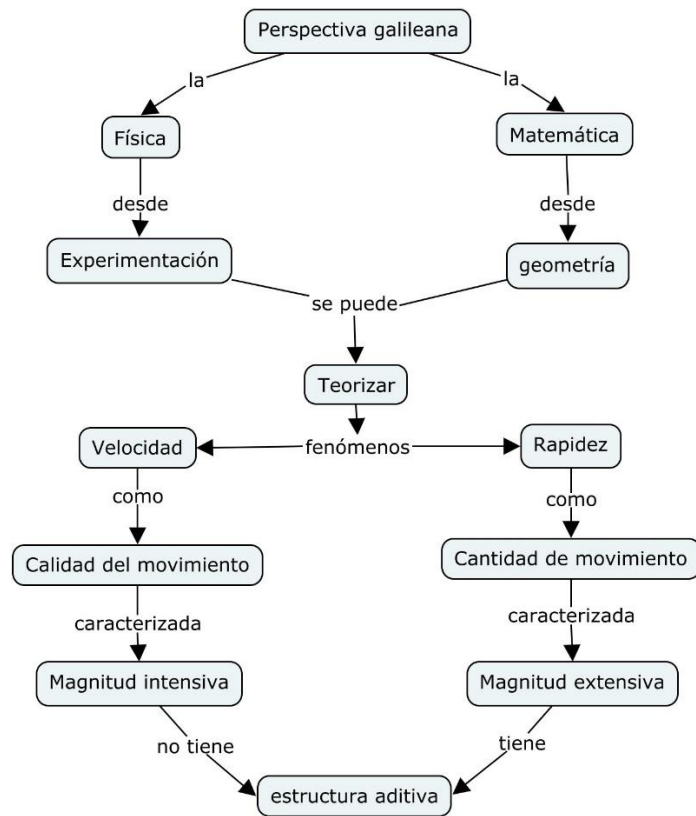 Perspectiva galileana
la
la
Física
Matemática
desde
desde
Experimentación
geometría
se puede
Teorizar
Velocidad
fenómenos
Rapidez
como
como
Calidad del movimiento
Cantidad de movimiento
caracterizada
caracterizada
Magnitud intensiva
Magnitud extensiva
no tiene
tiene
estructura aditiva